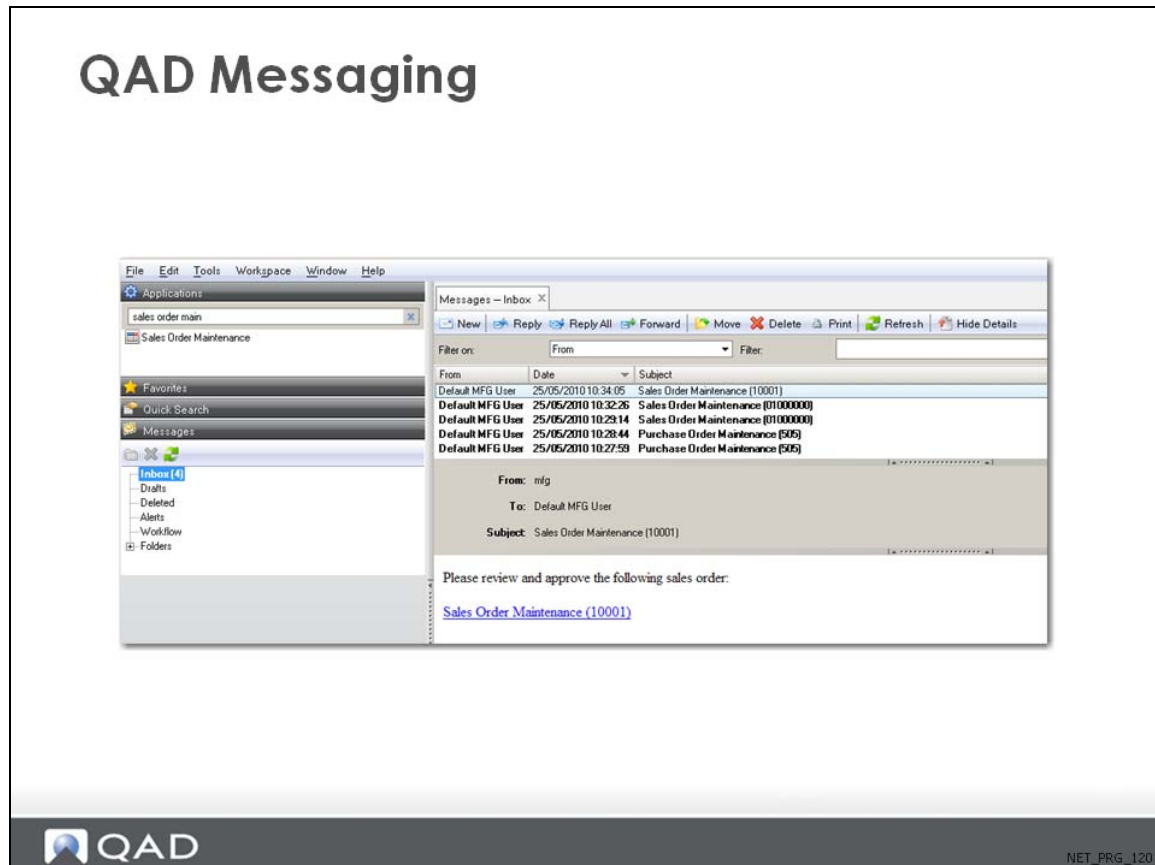 QAD Messaging
File Edit Tools Workspace Window Help
Applications
sales order main
Sales Order Maintenance
Favorites
Quick Search
Messages
Inbox (4)
Drafts
Deleted
Alerts
Workflow
Folders
Messages – Inbox
New Reply Reply All Forward Move Delete Print Refresh Hide Details
Filter on: From Filter:
From Date Subject
Default MFG User 25/05/2010 10:34:05 Sales Order Maintenance (10001)
Default MFG User 25/05/2010 10:32:26 Sales Order Maintenance (01000000)
Default MFG User 25/05/2010 10:29:14 Sales Order Maintenance (01000000)
Default MFG User 25/05/2010 10:28:44 Purchase Order Maintenance (505)
Default MFG User 25/05/2010 10:27:59 Purchase Order Maintenance (505)
From: mfg
To: Default MFG User
Subject: Sales Order Maintenance (10001)
Please review and approve the following sales order:
Sales Order Maintenance (10001)
QAD
NET_PRG_120